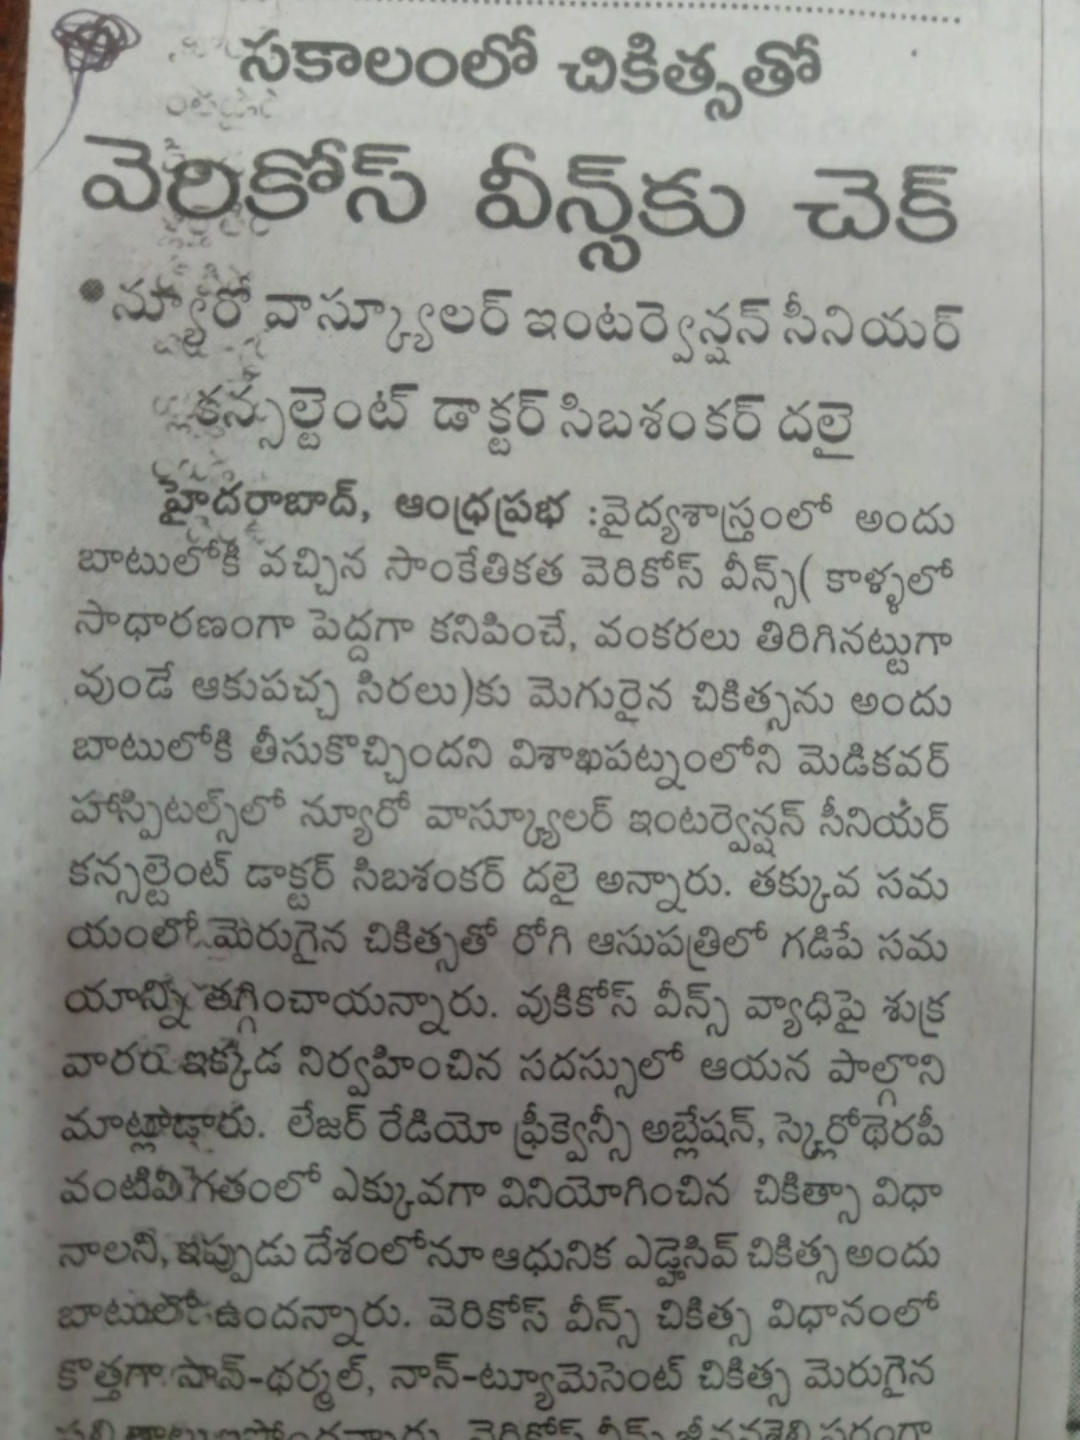 సకాలంలో చికిత్సతో
వెరికోస్ వీన్స్‌కు చెక్
• న్యూరో వాస్క్యూలర్ ఇంటర్వెన్షన్ సీనియర్
కన్సల్టెంట్ డాక్టర్ సిబశంకర్ దలై
హైదరాబాద్, ఆంధ్రప్రభ :వైద్యశాస్త్రంలో అందు
బాటులోకి వచ్చిన సాంకేతికత వెరికోస్ వీన్స్( కాళ్ళలో
సాధారణంగా పెద్దగా కనిపించే, వంకరలు తిరిగినట్టుగా
వుండే ఆకుపచ్చ సిరలు)కు మెగురైన చికిత్సను అందు
బాటులోకి తీసుకొచ్చిందని విశాఖపట్నంలోని మెడికవర్
హాస్పిటల్స్‌లో న్యూరో వాస్క్యూలర్ ఇంటర్వెన్షన్ సీనియర్
కన్సల్టెంట్ డాక్టర్ సిబశంకర్ దలై అన్నారు. తక్కువ సమ
యంలో మెరుగైన చికిత్సతో రోగి ఆసుపత్రిలో గడిపే సమ
యాన్ని తగ్గించాయన్నారు. వుకికోస్ వీన్స్ వ్యాధిపై శుక్ర
వారం ఇక్కడ నిర్వహించిన సదస్సులో ఆయన పాల్గొని
మాట్లాడారు. లేజర్ రేడియో ఫ్రీక్వెన్సీ అబ్లేషన్, స్క్లెరోథెరపీ
వంటివి గతంలో ఎక్కువగా వినియోగించిన చికిత్సా విధా
నాలని, ఇప్పుడు దేశంలోనూ ఆధునిక ఎడ్హెసివ్ చికిత్స అందు
బాటులో ఉందన్నారు. వెరికోస్ వీన్స్ చికిత్స విధానంలో
కొత్తగా నాన్-థర్మల్, నాన్-ట్యూమెసెంట్ చికిత్స మెరుగైన
వెరికోస్ వీన్స్ జీవనశైలి పరంగా